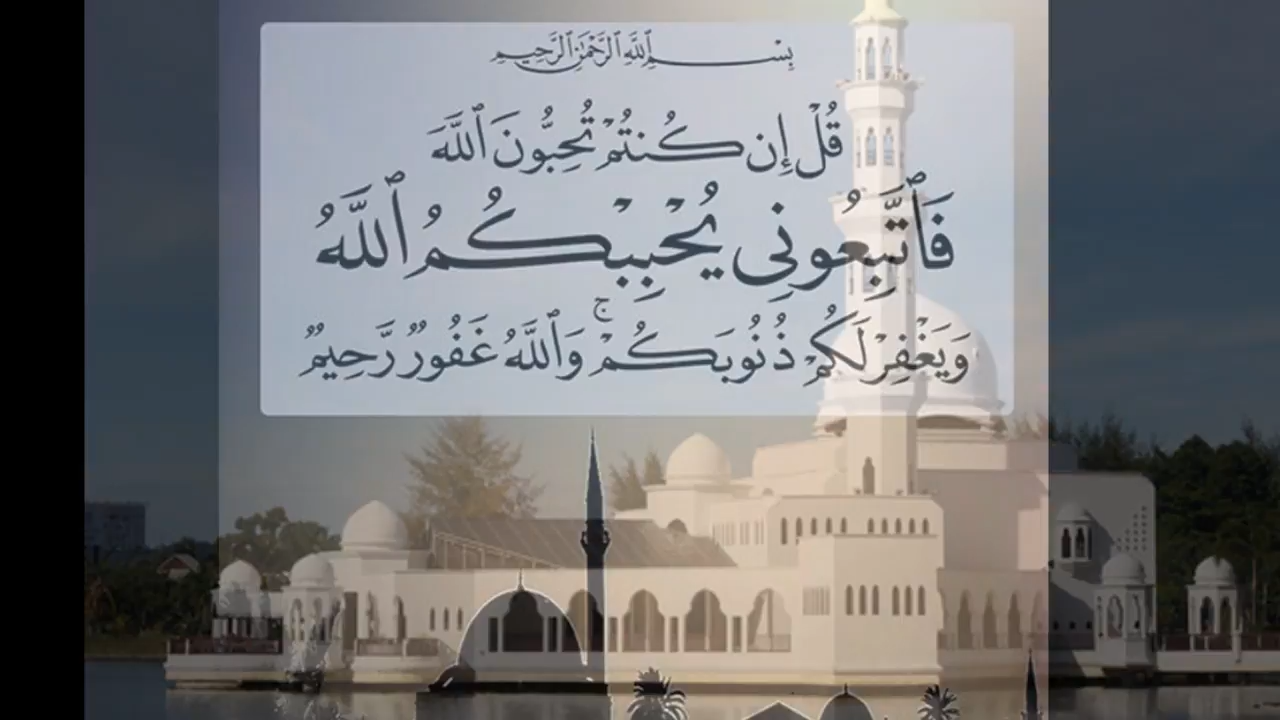 بِسْمِ ٱللَّهِ ٱلرَّحْمَٰنِ ٱلرَّحِيمِ
قُلْ إِن كُنتُمْ تُحِبُّونَ ٱللَّهَ
فَٱتَّبِعُونِى يُحْبِبْكُمُ ٱللَّهُ
وَيَغْفِرْ لَكُمْ ذُنُوبَكُمْ ۚ وَٱللَّهُ غَفُورٌ رَّحِيمٌ